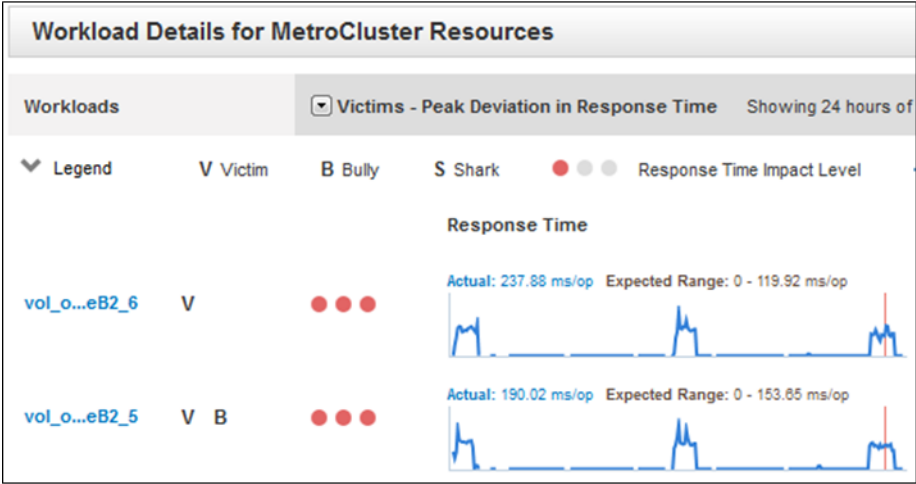 Workload Details for MetroCluster Resources
Workloads Victims - Peak Deviation in Response Time Showing 24 hours of
Legend V Victim B Bully S Shark Response Time Impact Level
Response Time
Actual: 237.88 ms/op Expected Range: 0 - 119.92 ms/op
vol_o...eB2_6 V
Actual: 190.02 ms/op Expected Range: 0 - 153.65 ms/op
vol_o...eB2_5 V B